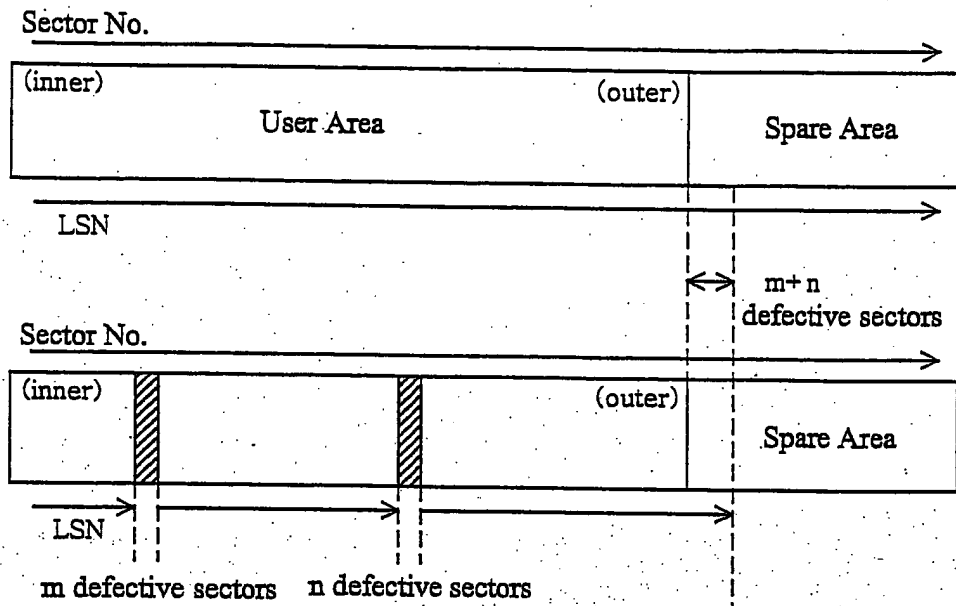 Sector No.
(inner)
(outer)
User Area
Spare Area
LSN
m+n
defective sectors
Sector No.
(inner)
(outer)
Spare Area
LSN
m defective sectors
n defective sectors